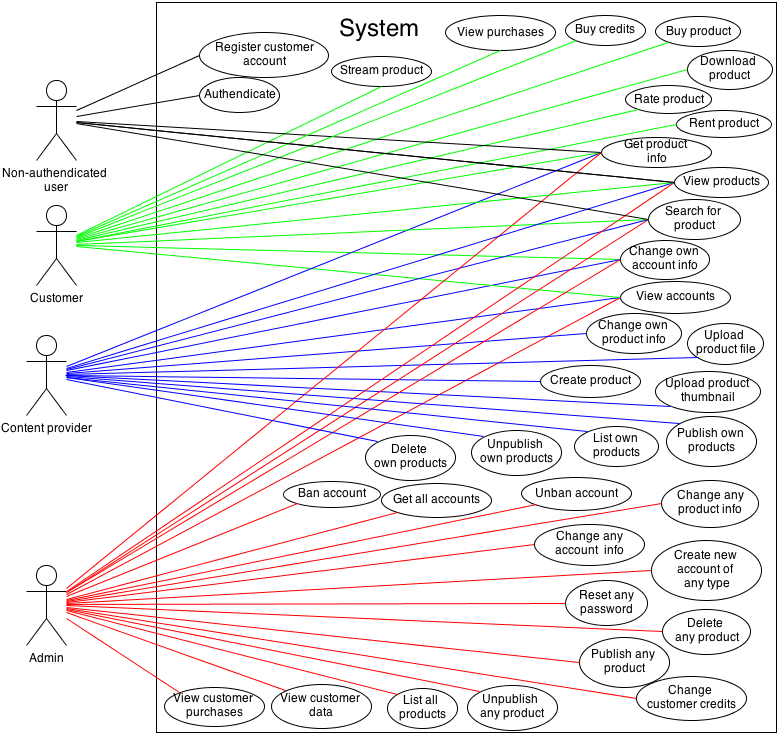 System
View purchases
Buy credits
Buy product
Register customer
account
Stream product
Download
product
Authendicate
Rate product
Rent product
Non-authendicated
user
Get product
info
View products
Search for
product
Customer
Change own
account info
View accounts
Change own
product info
Upload
product file
Content provider
Create product
Upload product
thumbnail
Delete
own products
Unpublish
own products
List own
products
Publish own
products
Ban account
Get all accounts
Unban account
Change any
product info
Change any
account info
Create new
account of
any type
Admin
Reset any
password
Delete
any product
Publish any
product
View customer
purchases
View customer
data
List all
products
Unpublish
any product
Change
customer credits